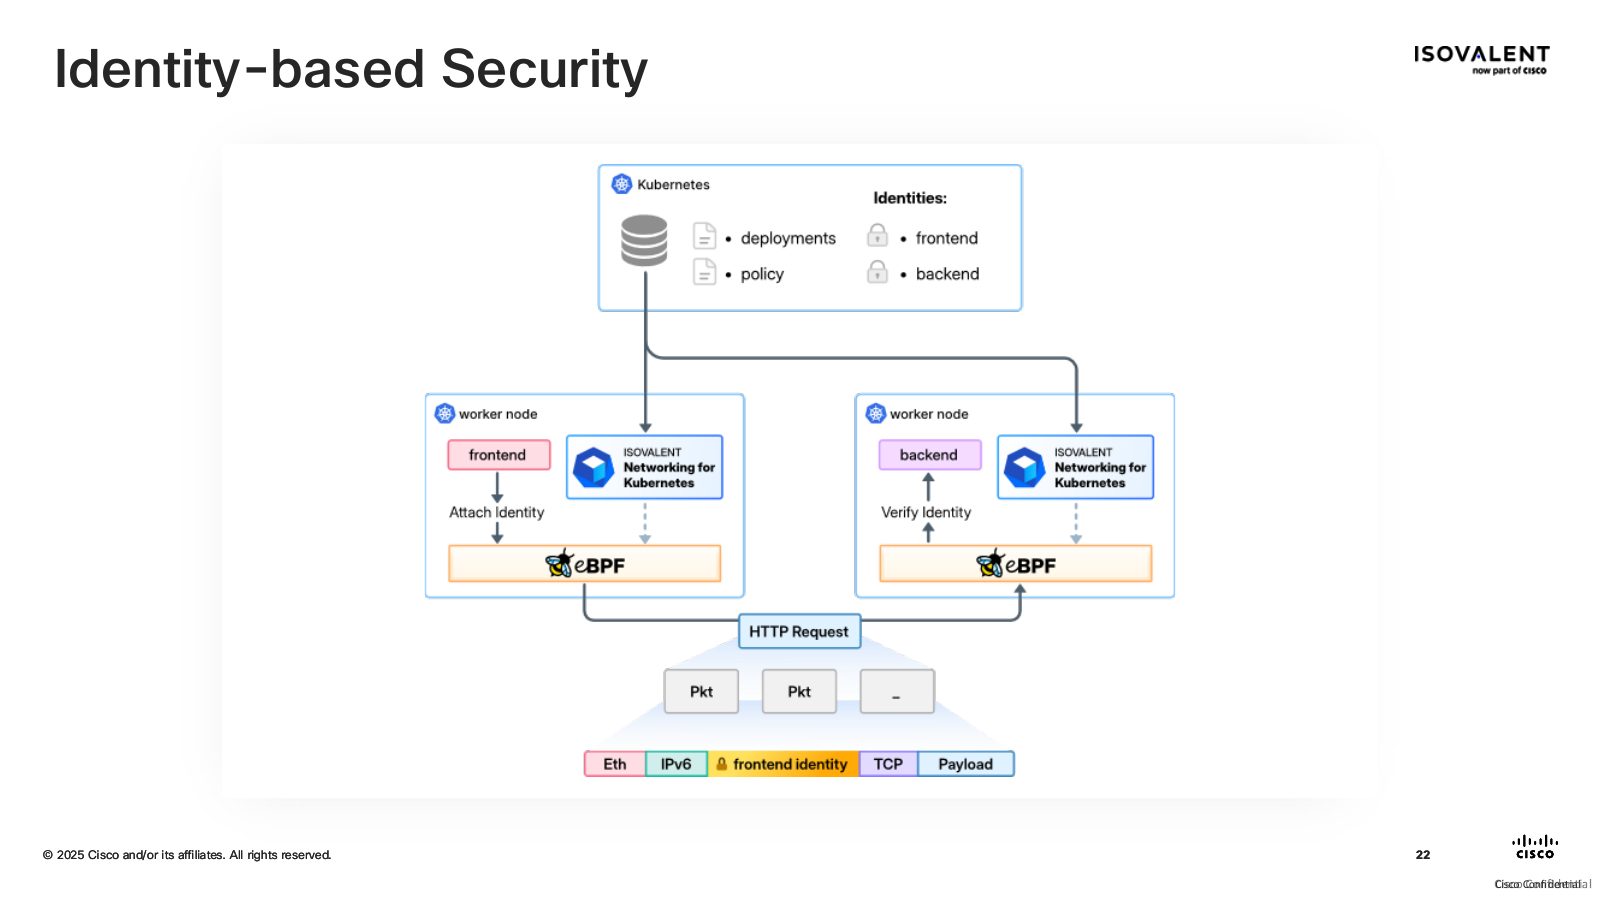 Identity-based Security
ISOVALENT
now part of CISCO
Kubernetes
Identities:
• deployments
• frontend
• policy
• backend
worker node
frontend
ISOVALENT
Networking for
Kubernetes
Attach Identity
eBPF
worker node
backend
ISOVALENT
Networking for
Kubernetes
Verify Identity
eBPF
HTTP Request
Pkt
Pkt
_
Eth
IPv6
frontend identity
TCP
Payload
© 2025 Cisco and/or its affiliates. All rights reserved.
22
CISCO
Cisco Confidential